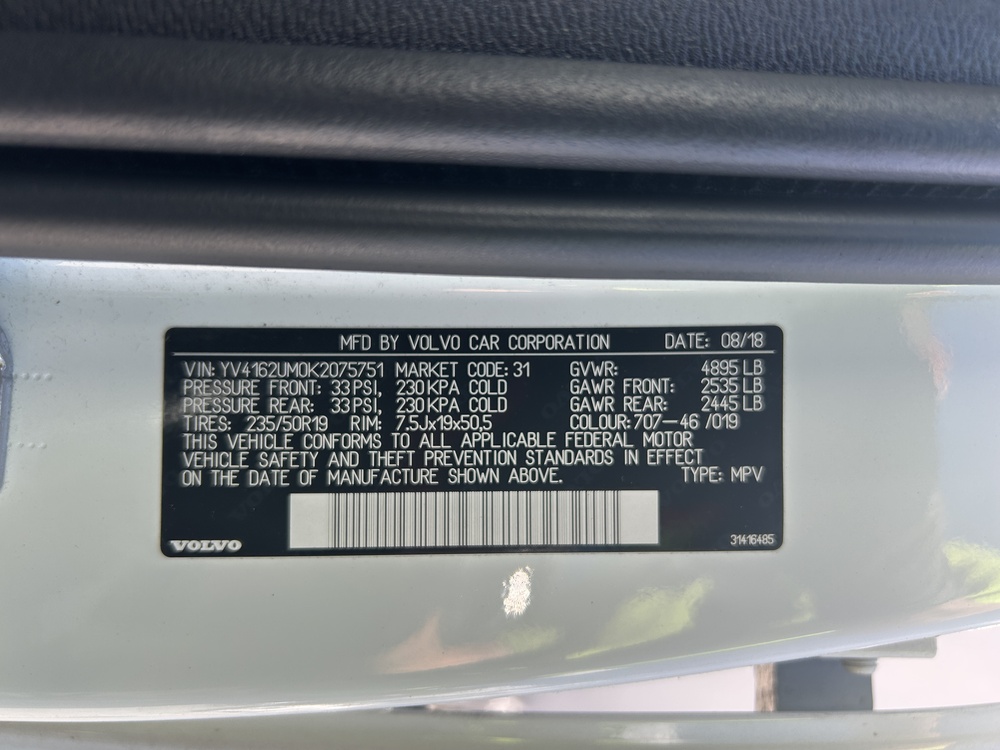 MFD BY VOLVO CAR CORPORATION DATE: 08/18
VIN: YV4162UM0K2075751 MARKET CODE: 31 GVWR: 4895 LB
PRESSURE FRONT: 33 PSI, 230 KPA COLD GAWR FRONT: 2535 LB
PRESSURE REAR: 33 PSI, 230 KPA COLD GAWR REAR: 2445 LB
TIRES: 235/50R19 RIM: 7.5Jx19x50,5 COLOUR: 707-46 /019
THIS VEHICLE CONFORMS TO ALL APPLICABLE FEDERAL MOTOR
VEHICLE SAFETY AND THEFT PREVENTION STANDARDS IN EFFECT
ON THE DATE OF MANUFACTURE SHOWN ABOVE. TYPE: MPV
VOLVO 31416485